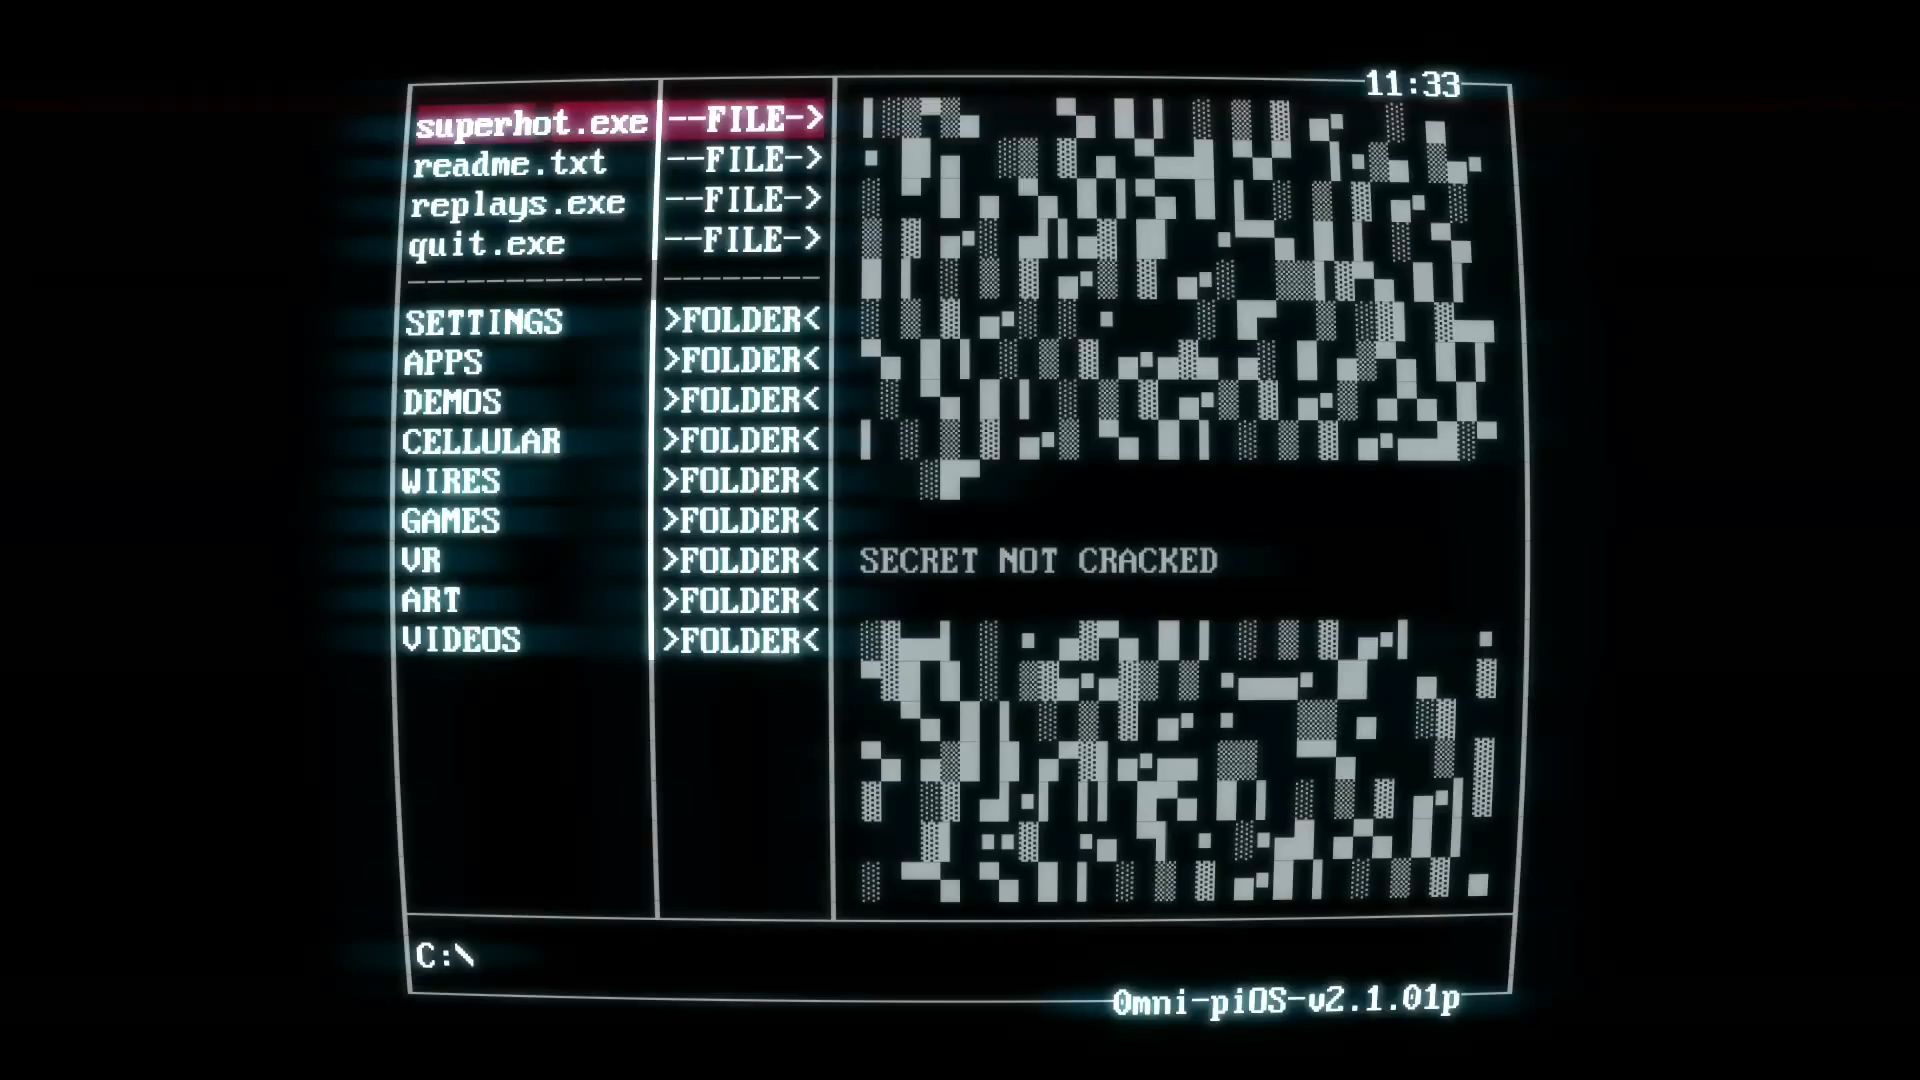 11:33
superhot.exe --FILE->
readme.txt --FILE->
replays.exe --FILE->
quit.exe --FILE->
SETTINGS >FOLDER<
APPS >FOLDER<
DEMOS >FOLDER<
CELLULAR >FOLDER<
WIRES >FOLDER<
GAMES >FOLDER<
VR >FOLDER<
ART >FOLDER<
VIDEOS >FOLDER<
SECRET NOT CRACKED
C:\
0mni-piOS-v2.1.01p